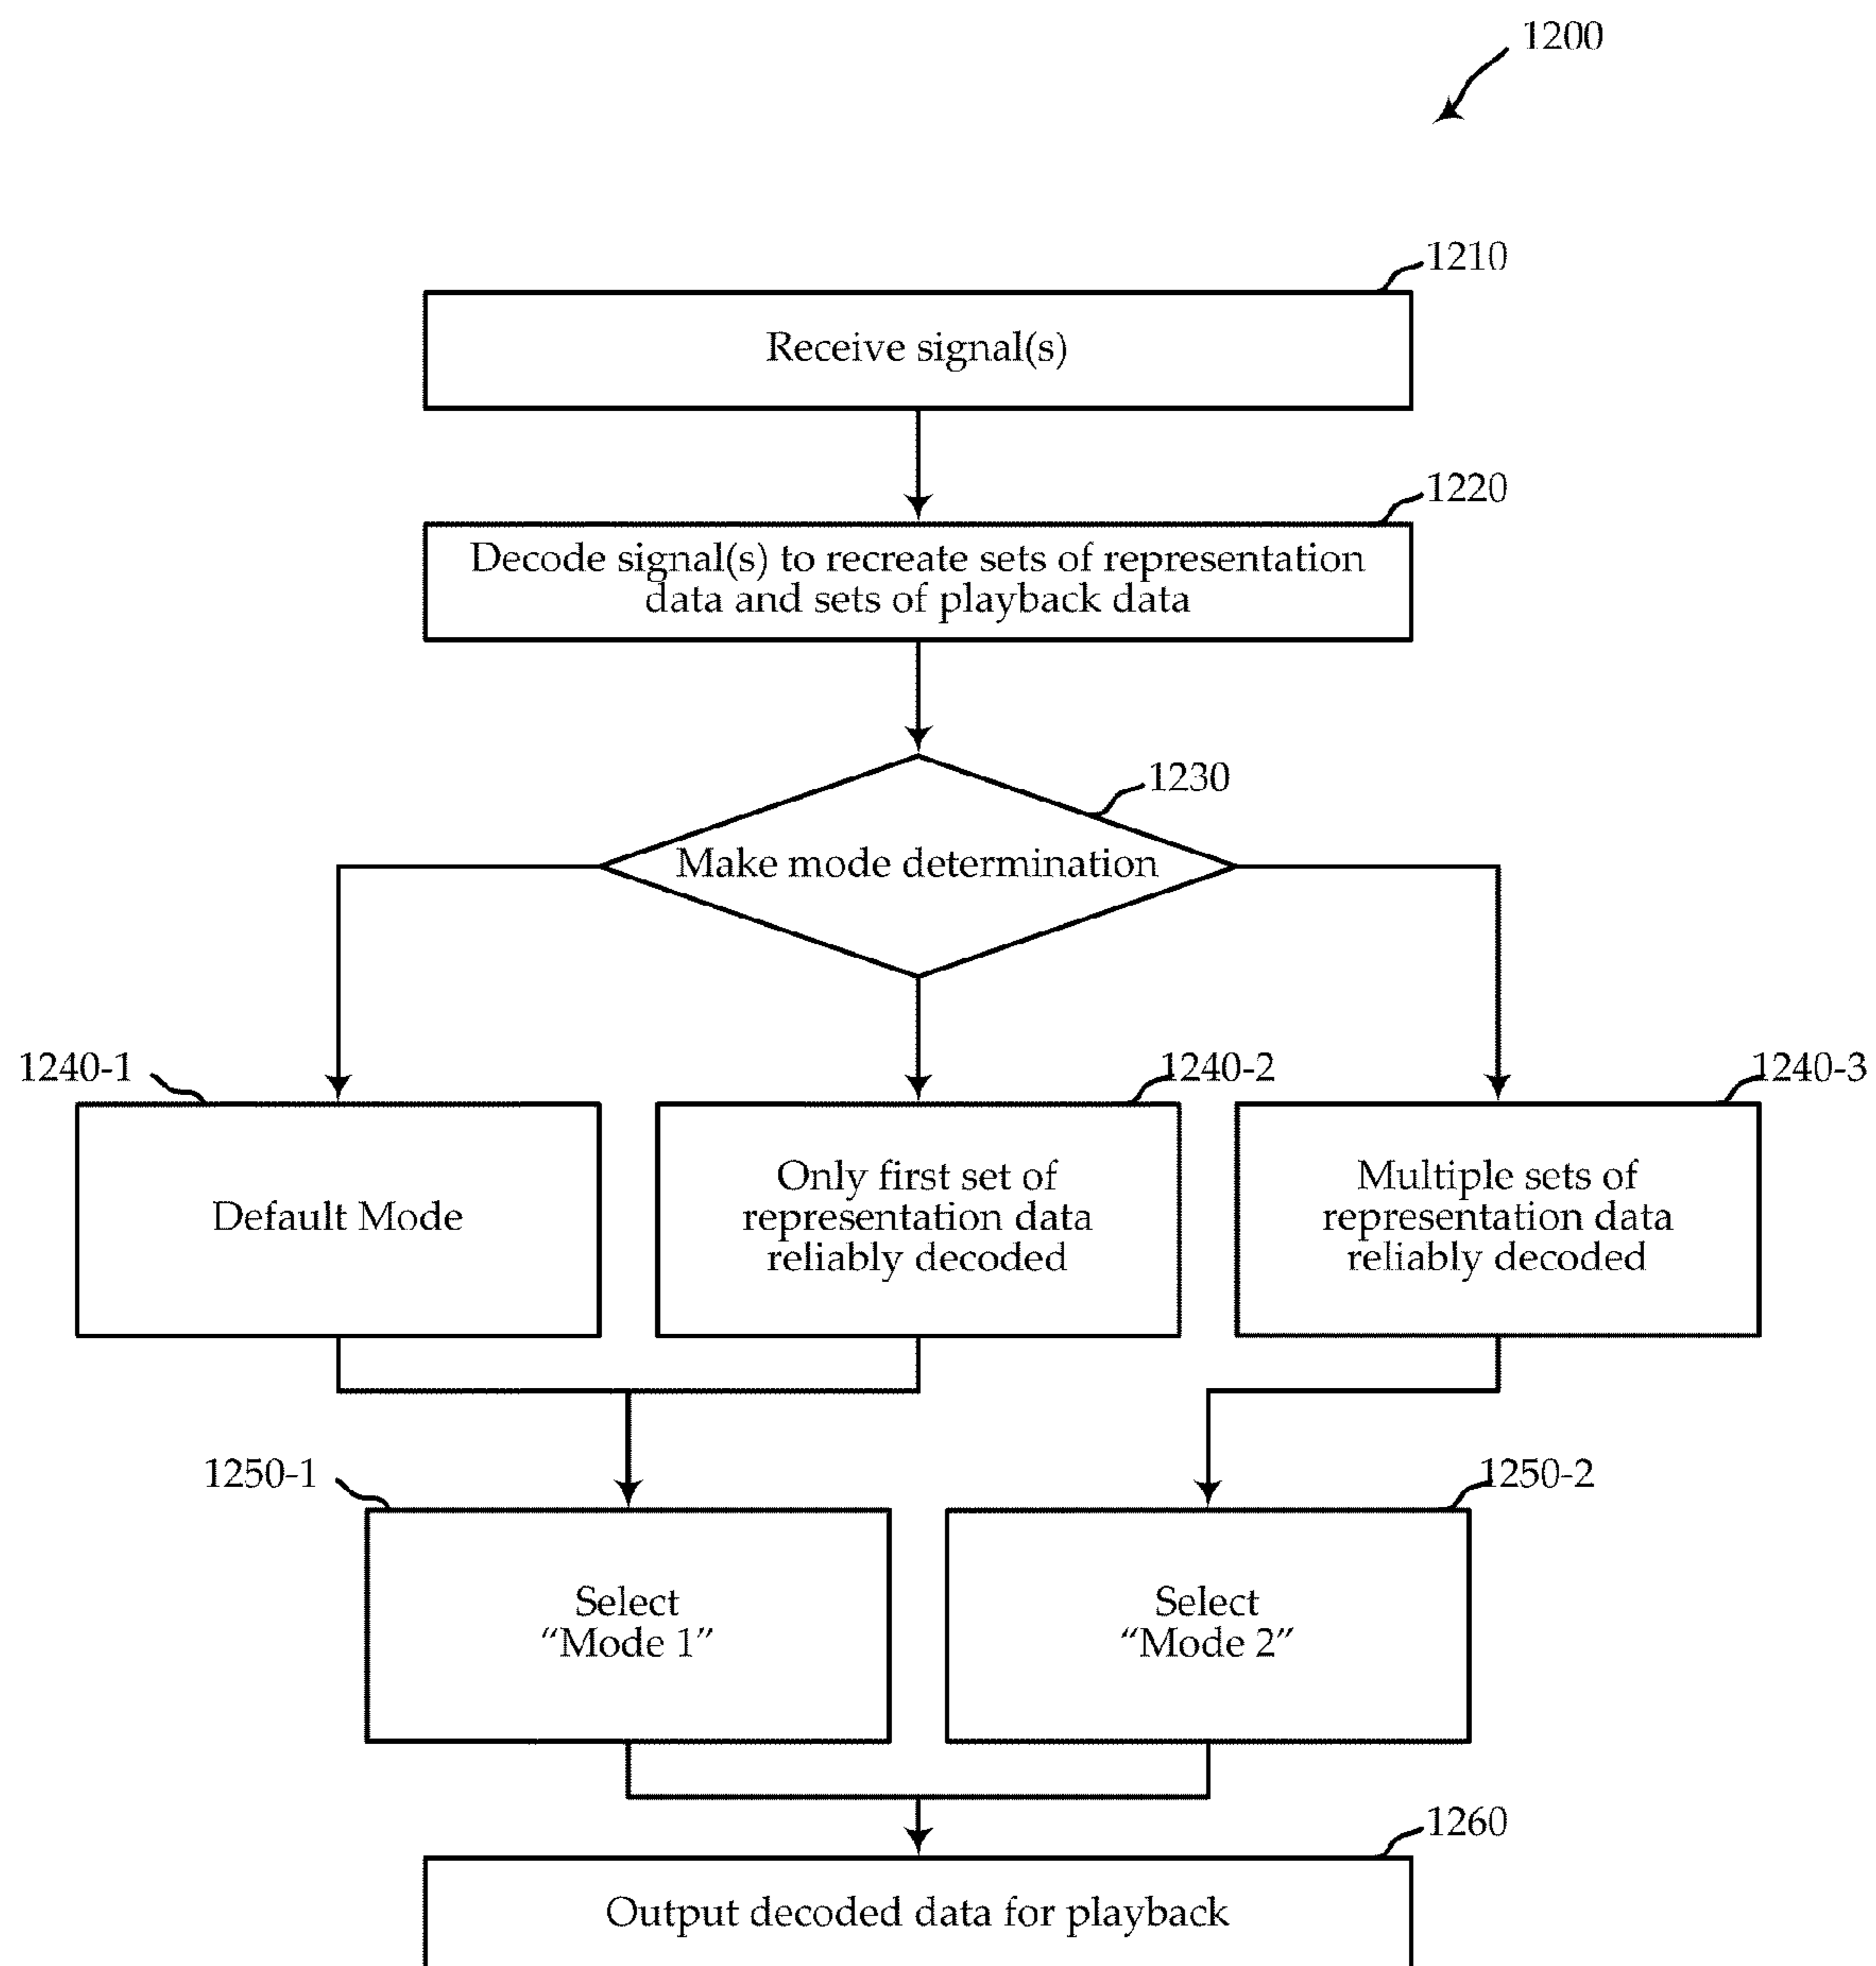 1200
1210
Receive signal(s)
1220
Decode signal(s) to recreate sets of representation
data and sets of playback data
1230
Make mode determination
1240-1
1240-2
1240-3
Default Mode
Only first set of
representation data
reliably decoded
Multiple sets of
representation data
reliably decoded
1250-1
1250-2
Select
“Mode 1”
Select
“Mode 2”
1260
Output decoded data for playback